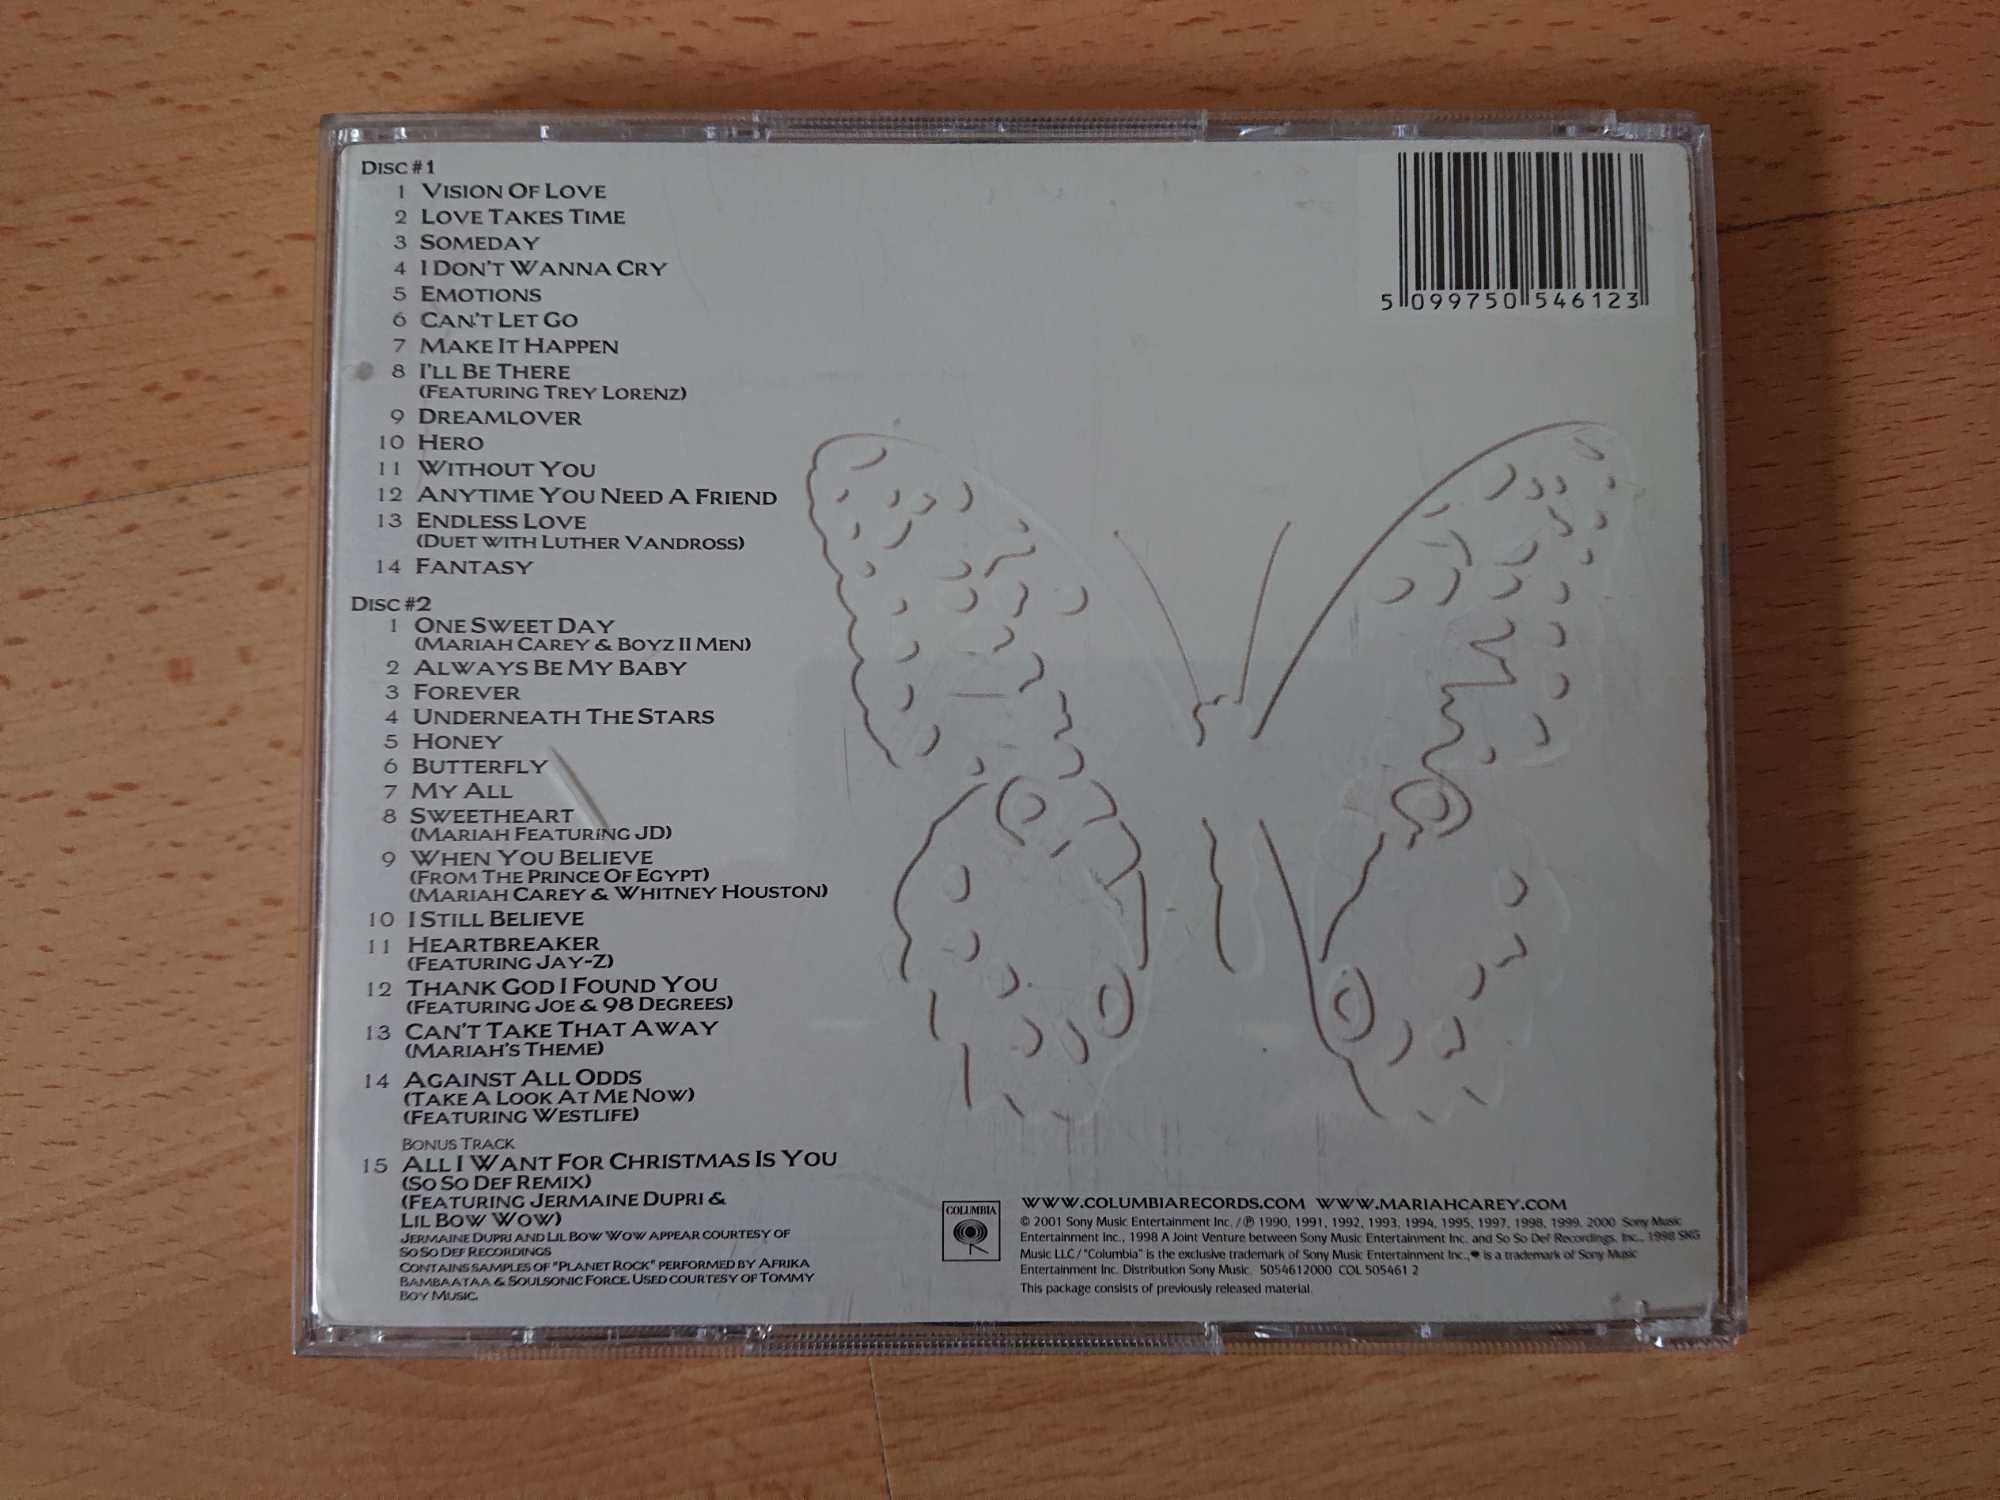 DISC #1
1 VISION OF LOVE
2 LOVE TAKES TIME
3 SOMEDAY
4 I DON'T WANNA CRY
5 EMOTIONS
6 CAN'T LET GO
7 MAKE IT HAPPEN
8 I'LL BE THERE
(FEATURING TREY LORENZ)
9 DREAMLOVER
10 HERO
11 WITHOUT YOU
12 ANYTIME YOU NEED A FRIEND
13 ENDLESS LOVE
(DUET WITH LUTHER VANDROSS)
14 FANTASY
DISC #2
1 ONE SWEET DAY
(MARIAH CAREY & BOYZ II MEN)
2 ALWAYS BE MY BABY
3 FOREVER
4 UNDERNEATH THE STARS
5 HONEY
6 BUTTERFLY
7 MY ALL
8 SWEETHEART
(MARIAH FEATURING JD)
9 WHEN YOU BELIEVE
(FROM THE PRINCE OF EGYPT)
(MARIAH CAREY & WHITNEY HOUSTON)
10 I STILL BELIEVE
11 HEARTBREAKER
(FEATURING JAY-Z)
12 THANK GOD I FOUND YOU
(FEATURING JOE & 98 DEGREES)
13 CAN'T TAKE THAT AWAY
(MARIAH'S THEME)
14 AGAINST ALL ODDS
(TAKE A LOOK AT ME NOW)
(FEATURING WESTLIFE)
BONUS TRACK
15 ALL I WANT FOR CHRISTMAS IS YOU
(SO SO DEF REMIX)
(FEATURING JERMAINE DUPRI &
LIL BOW WOW)
JERMAINE DUPRI AND LIL BOW WOW APPEAR COURTESY OF
SO SO DEF RECORDINGS
CONTAINS SAMPLES OF "PLANET ROCK" PERFORMED BY AFRIKA
BAMBAATAA & SOULSONIC FORCE. USED COURTESY OF TOMMY
BOY MUSIC.
5 099750 546123
COLUMBIA
WWW.COLUMBIARECORDS.COM WWW.MARIAHCAREY.COM
© 2001 Sony Music Entertainment Inc. / ℗ 1990, 1991, 1992, 1993, 1994, 1995, 1997, 1998, 1999, 2000 Sony Music
Entertainment Inc., 1998 A Joint Venture between Sony Music Entertainment Inc. and So So Def Recordings, Inc., 1998 SKG
Music LLC / "Columbia" is the exclusive trademark of Sony Music Entertainment Inc., is a trademark of Sony Music
Entertainment Inc. Distribution Sony Music. 5054612000 COL 505461 2
This package consists of previously released material.